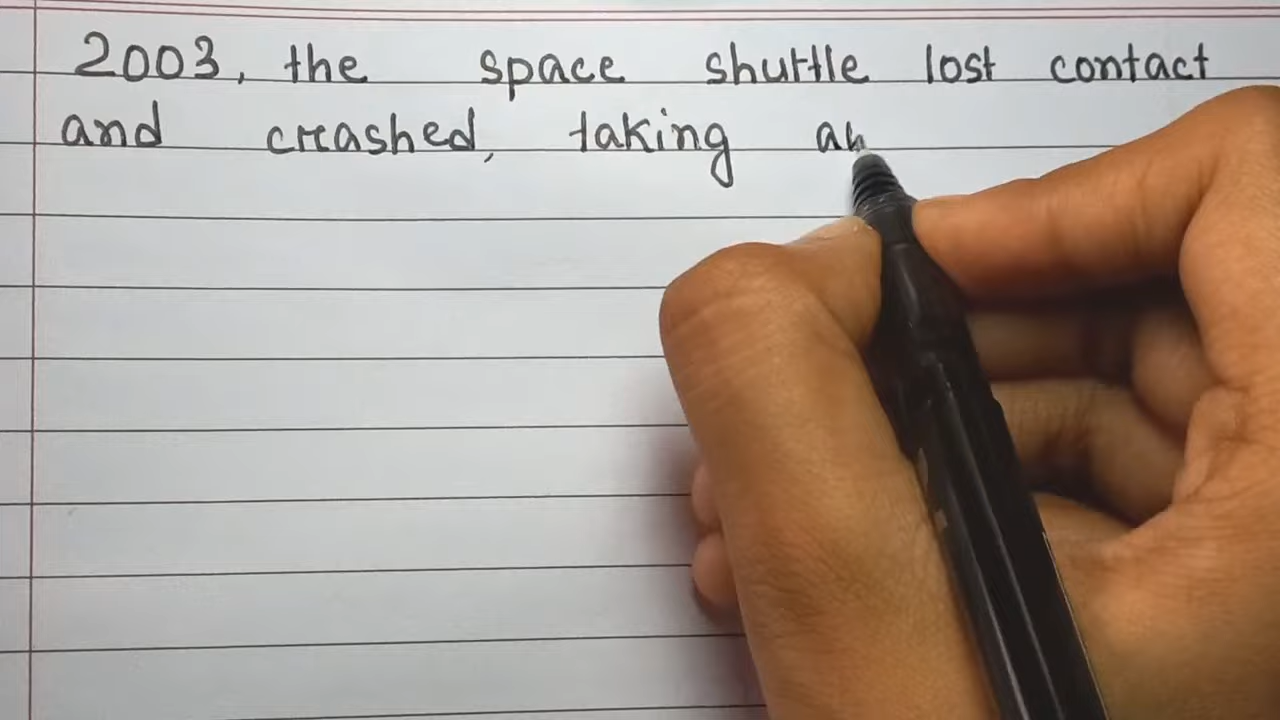 2003, the space shuttle lost contact
and crashed, taking